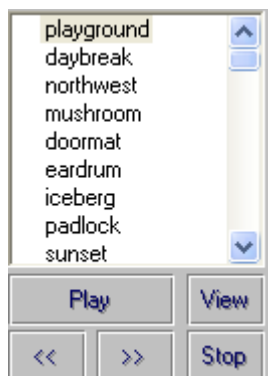 playground
daybreak
northwest
mushroom
doormat
eardrum
iceberg
padlock
sunset
Play View
<< >> Stop